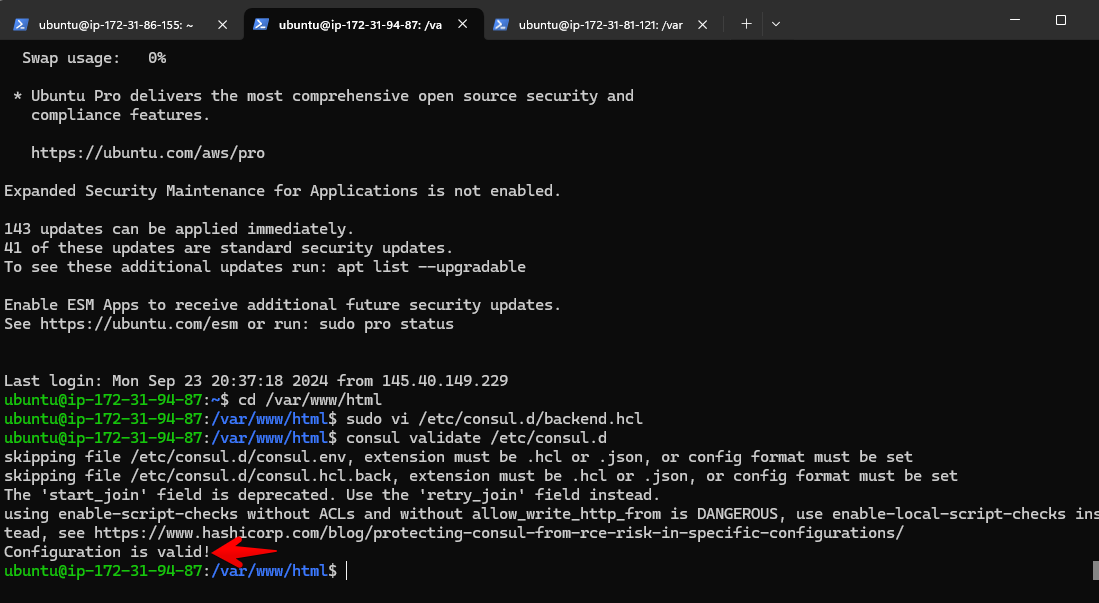 ubuntu@ip-172-31-86-155: ~
ubuntu@ip-172-31-94-87: /va
ubuntu@ip-172-31-81-121: /var
Swap usage:   0%
* Ubuntu Pro delivers the most comprehensive open source security and
compliance features.
https://ubuntu.com/aws/pro
Expanded Security Maintenance for Applications is not enabled.
143 updates can be applied immediately.
41 of these updates are standard security updates.
To see these additional updates run: apt list --upgradable
Enable ESM Apps to receive additional future security updates.
See https://ubuntu.com/esm or run: sudo pro status
Last login: Mon Sep 23 20:37:18 2024 from 145.40.149.229
ubuntu@ip-172-31-94-87:~$ cd /var/www/html
ubuntu@ip-172-31-94-87:/var/www/html$ sudo vi /etc/consul.d/backend.hcl
ubuntu@ip-172-31-94-87:/var/www/html$ consul validate /etc/consul.d
skipping file /etc/consul.d/consul.env, extension must be .hcl or .json, or config format must be set
skipping file /etc/consul.d/consul.hcl.back, extension must be .hcl or .json, or config format must be set
The 'start_join' field is deprecated. Use the 'retry_join' field instead.
using enable-script-checks without ACLs and without allow_write_http_from is DANGEROUS, use enable-local-script-checks ins
tead, see https://www.hashicorp.com/blog/protecting-consul-from-rce-risk-in-specific-configurations/
Configuration is valid!
ubuntu@ip-172-31-94-87:/var/www/html$